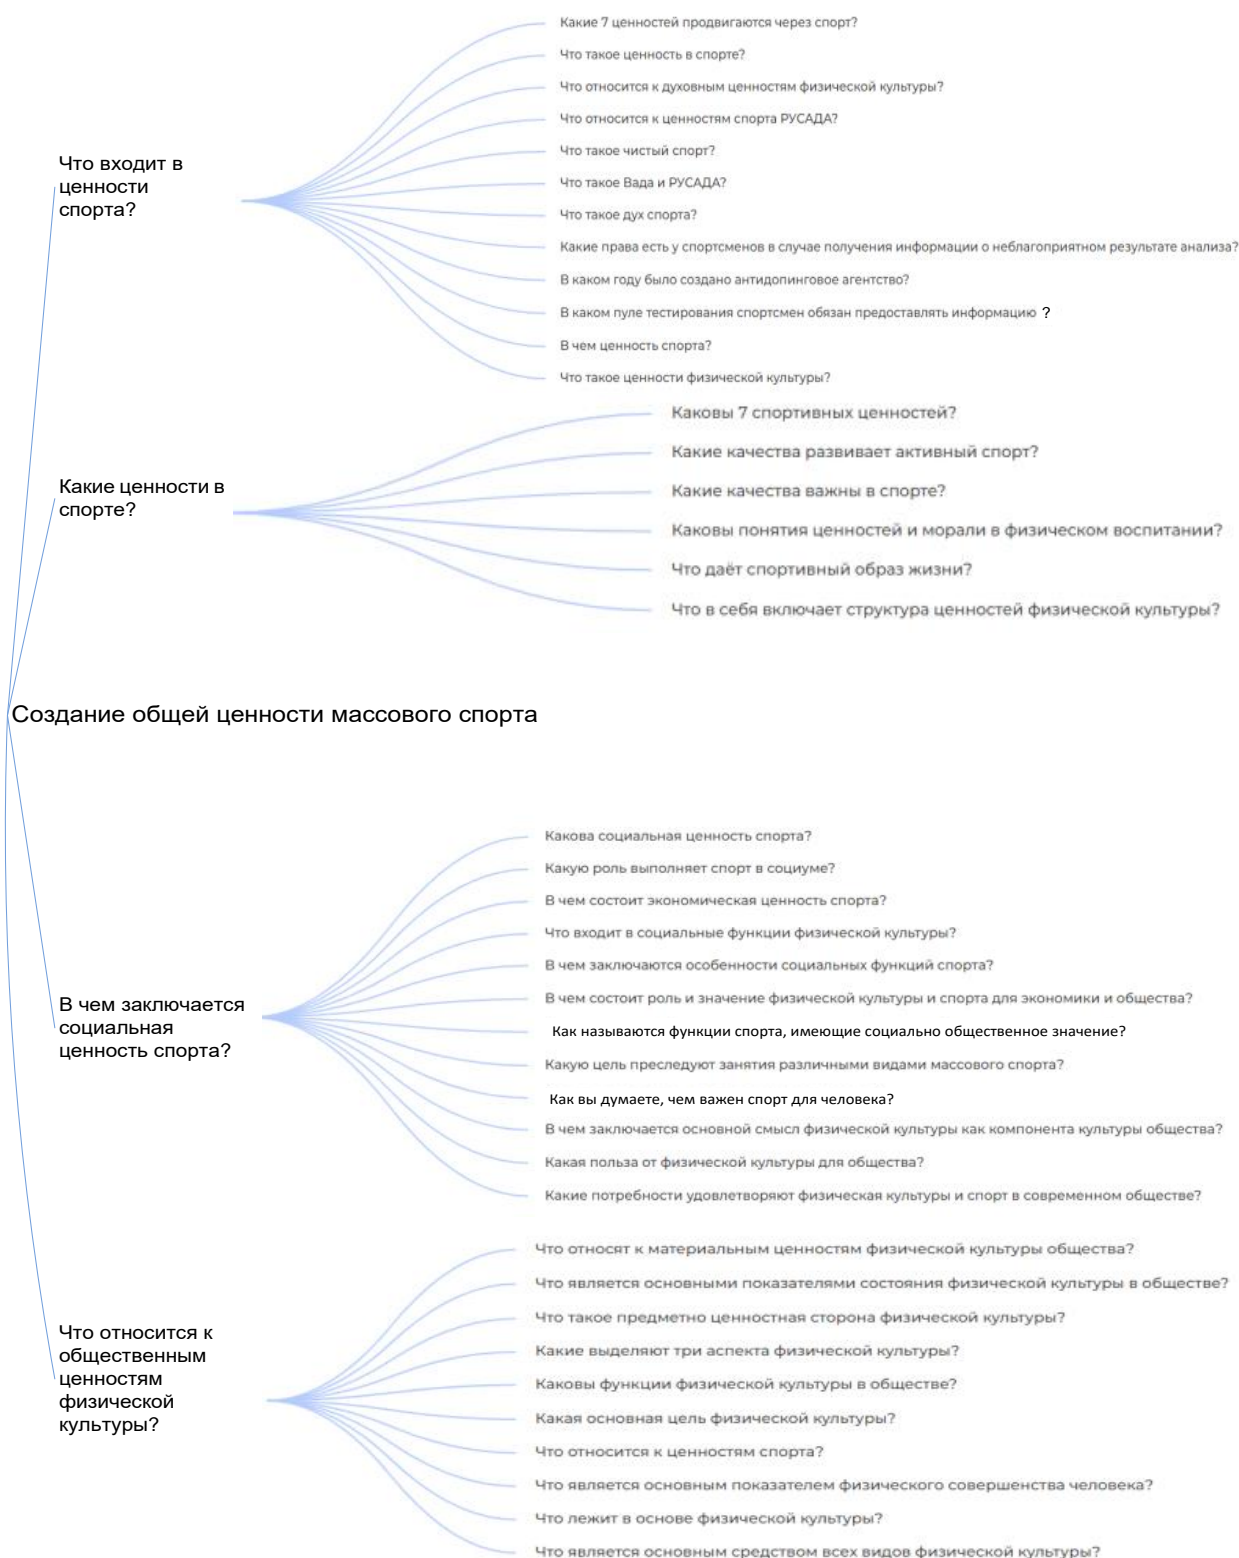 Какие 7 ценностей продвигаются через спорт?
Что такое ценность в спорте?
Что относится к духовным ценностям физической культуры?
Что относится к ценностям спорта РУСАДА?
Что такое чистый спорт?
Что входит в
ценности
спорта?
Что такое Вада и РУСАДА?
Что такое дух спорта?
Какие права есть у спортсменов в случае получения информации о неблагоприятном результате анализа?
В каком году было создано антидопинговое агентство?
В каком пуле тестирования спортсмен обязан предоставлять информацию ?
В чем ценность спорта?
Что такое ценности физической культуры?
Каковы 7 спортивных ценностей?
Какие качества развивает активный спорт?
Какие ценности в
спорте?
Какие качества важны в спорте?
Каковы понятия ценностей и морали в физическом воспитании?
Что даёт спортивный образ жизни?
Что в себя включает структура ценностей физической культуры?
Создание общей ценности массового спорта
Какова социальная ценность спорта?
Какую роль выполняет спорт в социуме?
В чем состоит экономическая ценность спорта?
Что входит в социальные функции физической культуры?
В чем заключаются особенности социальных функций спорта?
В чем состоит роль и значение физической культуры и спорта для экономики и общества?
В чем заключается
социальная
ценность спорта?
Как называются функции спорта, имеющие социально общественное значение?
Какую цель преследуют занятия различными видами массового спорта?
Как вы думаете, чем важен спорт для человека?
В чем заключается основной смысл физической культуры как компонента культуры общества?
Какая польза от физической культуры для общества?
Какие потребности удовлетворяют физическая культуры и спорт в современном обществе?
Что относят к материальным ценностям физической культуры общества?
Что является основными показателями состояния физической культуры в обществе?
Что такое предметно ценностная сторона физической культуры?
Что относится к
общественным
ценностям
физической
культуры?
Какие выделяют три аспекта физической культуры?
Каковы функции физической культуры в обществе?
Какая основная цель физической культуры?
Что относится к ценностям спорта?
Что является основным показателем физического совершенства человека?
Что лежит в основе физической культуры?
Что является основным средством всех видов физической культуры?